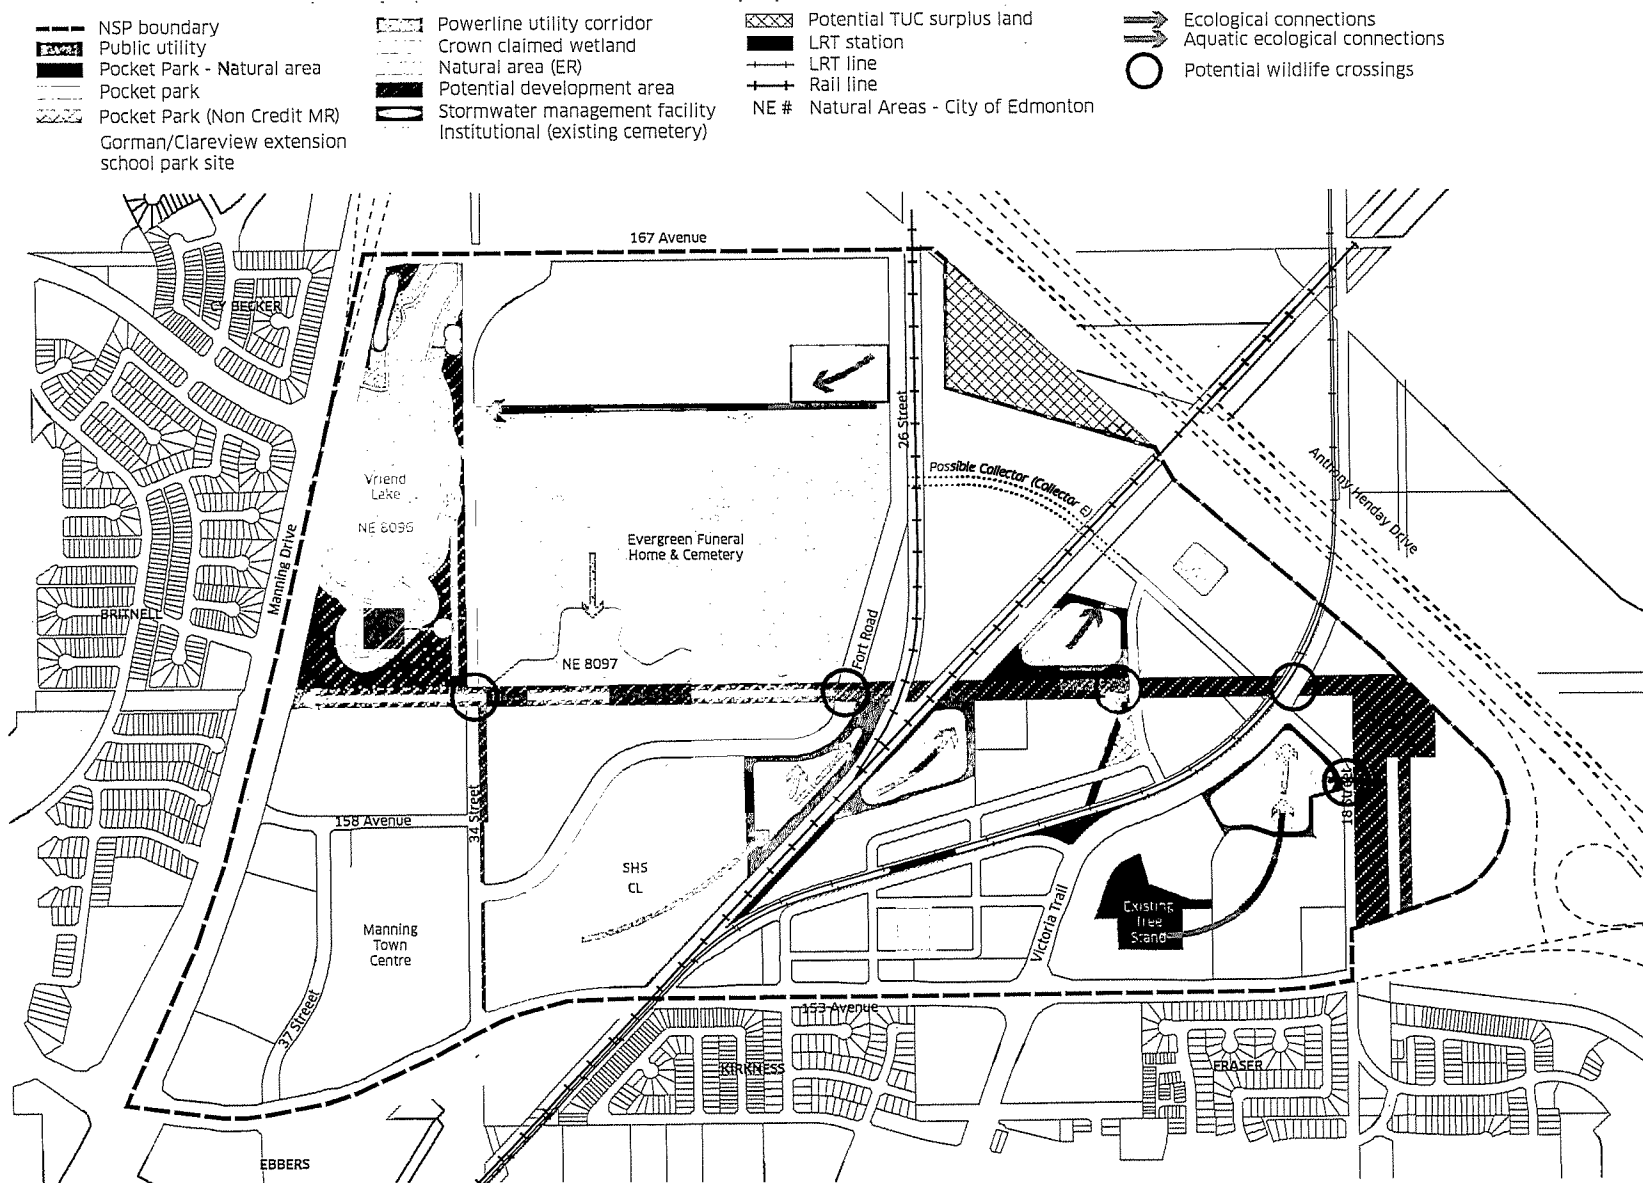 NSP boundary
Public utility
Pocket Park - Natural area
Pocket park
Pocket Park (Non Credit MR)
Gorman/Clareview extension
school park site
Powerline utility corridor
Crown claimed wetland
Natural area (ER)
Potential development area
Stormwater management facility
Institutional (existing cemetery)
Potential TUC surplus land
LRT station
LRT line
Rail line
NE # Natural Areas - City of Edmonton
Ecological connections
Aquatic ecological connections
Potential wildlife crossings
167 Avenue
CY BECKER
26 Street
Possible Collector (Collector E)
Anthony Henday Drive
Vriend
Lake
NE 8096
Manning Drive
Evergreen Funeral
Home & Cemetery
BRITNELL
Fort Road
NE 8097
34 Street
158 Avenue
18 Street
SHS
CL
Manning
Town
Centre
Existing
Tree
Stand
Victoria Trail
37 Street
153 Avenue
KIRKNESS
FRASER
EBBERS